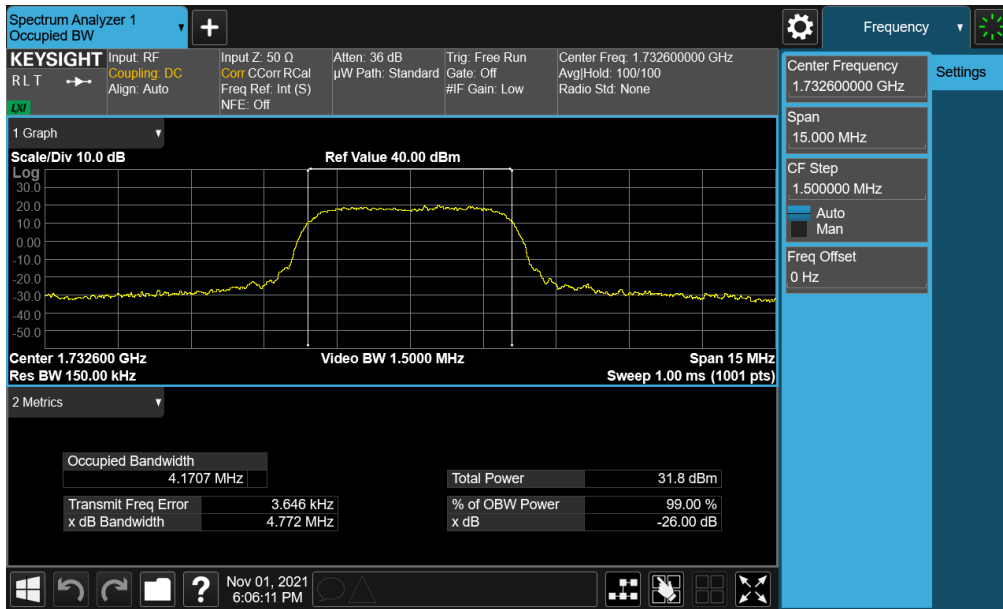 Spectrum Analyzer 1
Occupied BW
+
Frequency
KEYSIGHT
R L T
LXI
Input: RF
Coupling: DC
Align: Auto
Input Z: 50 Ω
Corr CCorr RCal
Freq Ref: Int (S)
NFE: Off
Atten: 36 dB
µW Path: Standard
Trig: Free Run
Gate: Off
#IF Gain: Low
Center Freq: 1.732600000 GHz
Avg|Hold: 100/100
Radio Std: None
Center Frequency
1.732600000 GHz
Settings
Span
15.000 MHz
CF Step
1.500000 MHz
Auto
Man
Freq Offset
0 Hz
1 Graph
Scale/Div 10.0 dB
Ref Value 40.00 dBm
Log
30.0
20.0
10.0
0.00
-10.0
-20.0
-30.0
-40.0
-50.0
Center 1.732600 GHz
Video BW 1.5000 MHz
Span 15 MHz
Res BW 150.00 kHz
Sweep 1.00 ms (1001 pts)
2 Metrics
Occupied Bandwidth
4.1707 MHz
Total Power 31.8 dBm
Transmit Freq Error 3.646 kHz
% of OBW Power 99.00 %
x dB Bandwidth 4.772 MHz
x dB -26.00 dB
?
Nov 01, 2021
6:06:11 PM